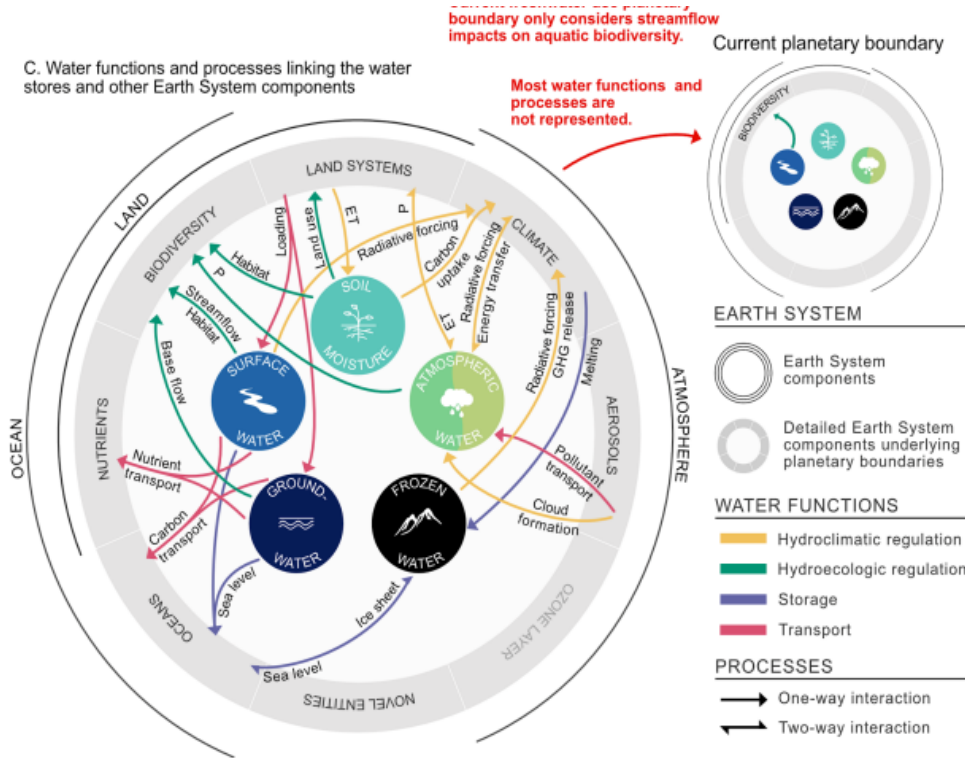 boundary only considers streamflow
impacts on aquatic biodiversity.
Current planetary boundary
C. Water functions and processes linking the water
stores and other Earth System components
Most water functions and
processes are
not represented.
BIODIVERSITY
LAND
OCEAN
ATMOSPHERE
LAND SYSTEMS
BIODIVERSITY
CLIMATE
NUTRIENTS
AEROSOLS
OCEANS
NOVEL ENTITIES
OZONE LAYER
Loading
Land use
ET
P
Radiative forcing
Carbon
uptake
Radiative forcing
Energy transfer
ET
Habitat
P
Streamflow
Habitat
Base flow
SOIL
MOISTURE
SURFACE
WATER
ATMOSPHERIC
WATER
Radiative forcing
GHG release
Melting
Nutrient
transport
Carbon
transport
GROUND-
WATER
FROZEN
WATER
Pollutant
transport
Cloud
formation
Sea level
Ice sheet
Sea level
EARTH SYSTEM
Earth System
components
Detailed Earth System
components underlying
planetary boundaries
WATER FUNCTIONS
Hydroclimatic regulation
Hydroecologic regulation
Storage
Transport
PROCESSES
One-way interaction
Two-way interaction